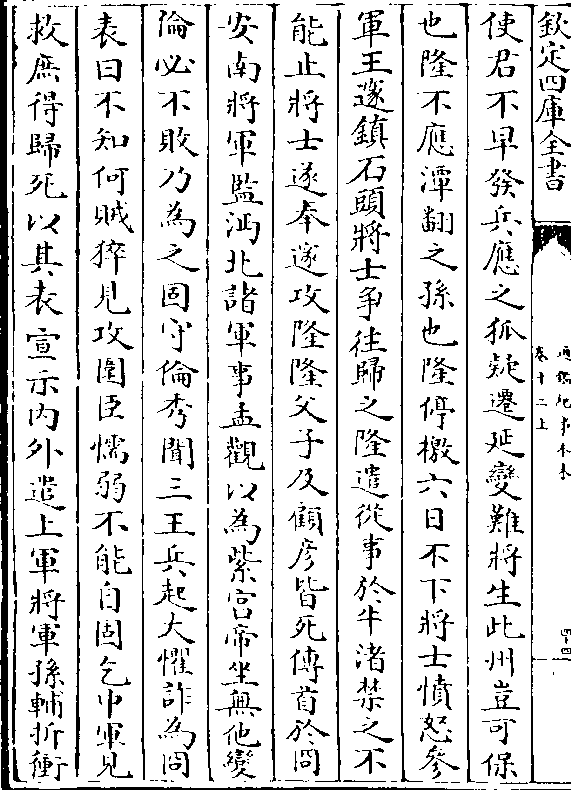 欽定四庫全書
通鑑紀事本末
卷十二上
使君不早發兵應之狐疑遷延變難將生此州豈可保
也隆不應潭翻之孫也隆停檄六日不下將士憤怒參
軍王邃鎮石頭將士爭往歸之隆遣從事於牛渚禁之不
能止將士遂奉邃攻隆隆父子及顧彦皆死傳首於冏
安南將軍監沔北諸軍事孟觀以為紫宫帝坐無他變
倫必不敗乃為之固守倫秀聞三王兵起大懼詐為冏
表曰不知何賊猝見攻圍臣懦弱不能自固乞中軍見
救庶得歸死以其表宣示内外遣上軍將軍孫輔折衝